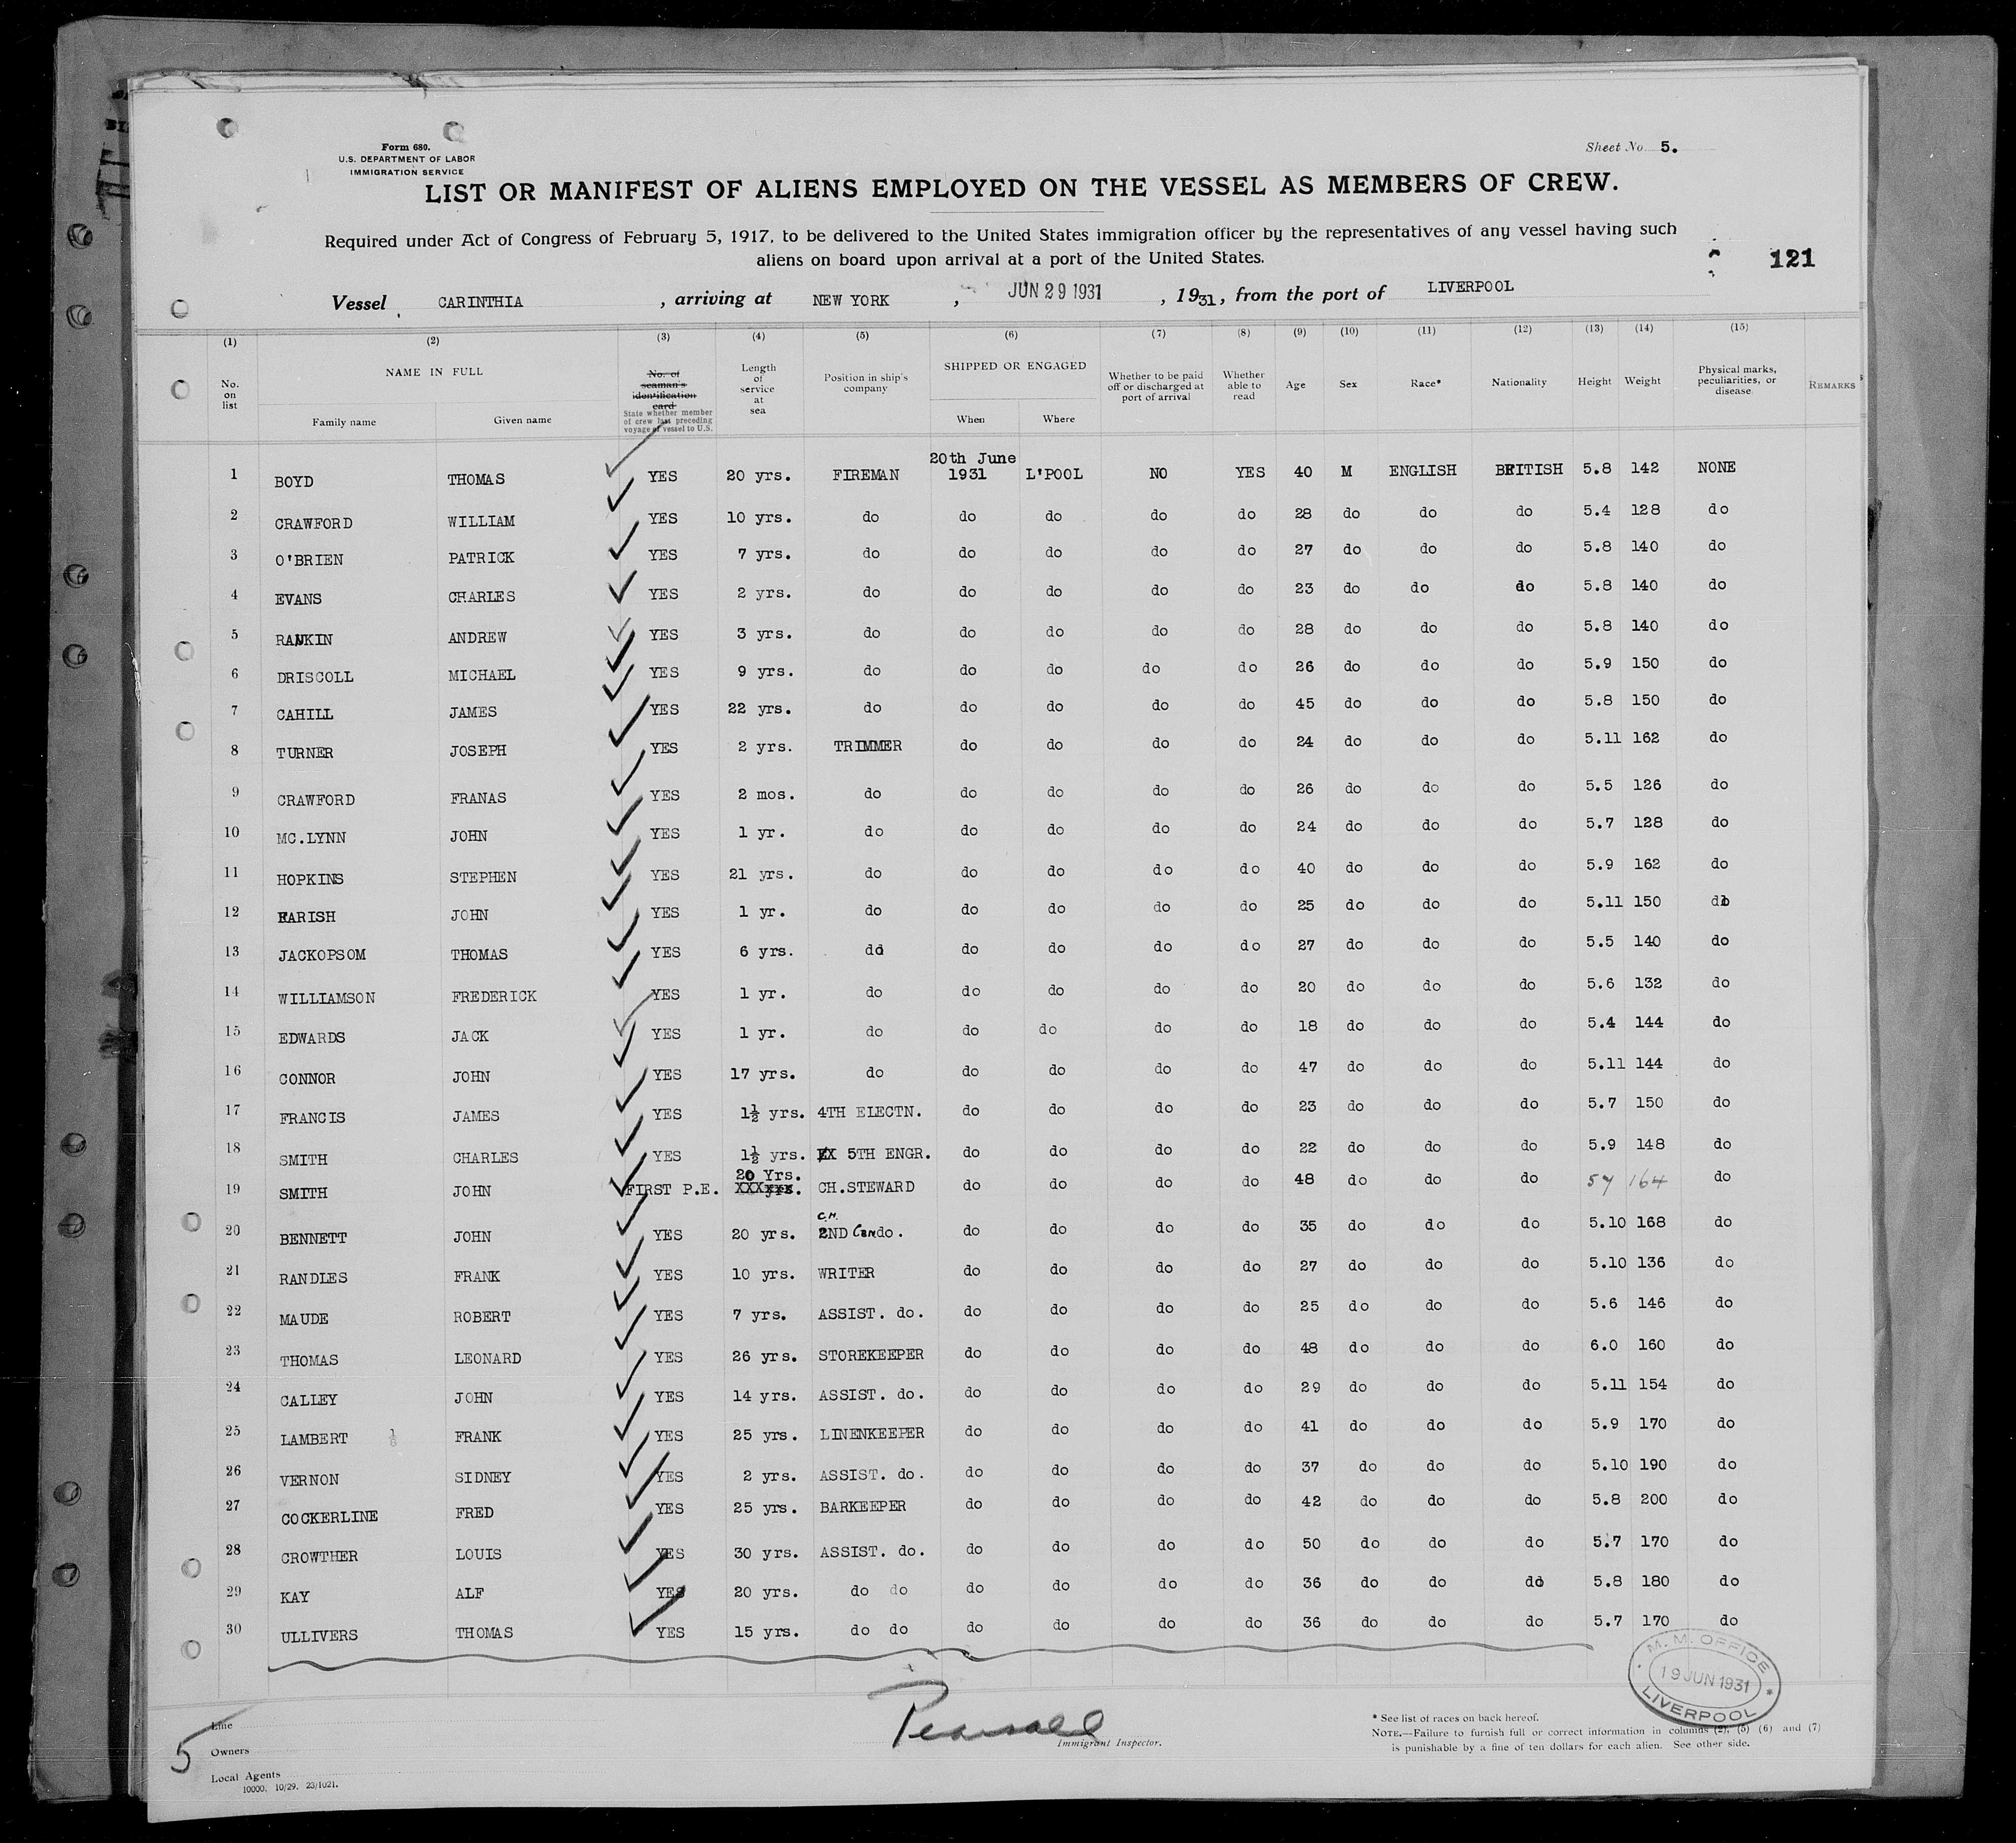 Form 680.
U.S. DEPARTMENT OF LABOR
IMMIGRATION SERVICE
Sheet No. 5.
LIST OR MANIFEST OF ALIENS EMPLOYED ON THE VESSEL AS MEMBERS OF CREW.
Required under Act of Congress of February 5, 1917, to be delivered to the United States immigration officer by the representatives of any vessel having such
aliens on board upon arrival at a port of the United States.
121
Vessel CARINTHIA, arriving at NEW YORK, JUN 29 1931, 1931, from the port of LIVERPOOL
(1) (2) (3) (4) (5) (6) (7) (8) (9) (10) (11) (12) (13) (14) (15)
No. on list
NAME IN FULL
Family name Given name
No. of seaman's identification card
State whether member of crew last preceding voyage of vessel to U.S.
Length of service at sea
Position in ship's company
SHIPPED OR ENGAGED
When Where
Whether to be paid off or discharged at port of arrival
Whether able to read
Age Sex Race* Nationality Height Weight
Physical marks, peculiarities, or disease
REMARKS
1 BOYD THOMAS YES 20 yrs. FIREMAN 20th June 1931 L'POOL NO YES 40 M ENGLISH BRITISH 5.8 142 NONE
2 CRAWFORD WILLIAM YES 10 yrs. do do do do do 28 do do do 5.4 128 do
3 O'BRIEN PATRICK YES 7 yrs. do do do do do 27 do do do 5.8 140 do
4 EVANS CHARLES YES 2 yrs. do do do do do 23 do do do 5.8 140 do
5 RANKIN ANDREW YES 3 yrs. do do do do do 28 do do do 5.8 140 do
6 DRISCOLL MICHAEL YES 9 yrs. do do do do do 26 do do do 5.9 150 do
7 CAHILL JAMES YES 22 yrs. do do do do do 45 do do do 5.8 150 do
8 TURNER JOSEPH YES 2 yrs. TRIMMER do do do do 24 do do do 5.11 162 do
9 CRAWFORD FRANAS YES 2 mos. do do do do do 26 do do do 5.5 126 do
10 MC.LYNN JOHN YES 1 yr. do do do do do 24 do do do 5.7 128 do
11 HOPKINS STEPHEN YES 21 yrs. do do do do do 40 do do do 5.9 162 do
12 FARISH JOHN YES 1 yr. do do do do do 25 do do do 5.11 150 do
13 JACKOPSOM THOMAS YES 6 yrs. do do do do do 27 do do do 5.5 140 do
14 WILLIAMSON FREDERICK YES 1 yr. do do do do do 20 do do do 5.6 132 do
15 EDWARDS JACK YES 1 yr. do do do do do 18 do do do 5.4 144 do
16 CONNOR JOHN YES 17 yrs. do do do do do 47 do do do 5.11 144 do
17 FRANCIS JAMES YES 1½ yrs. 4TH ELECTN. do do do do 23 do do do 5.7 150 do
18 SMITH CHARLES YES 1½ yrs. EX 5TH ENGR. do do do do 22 do do do 5.9 148 do
19 SMITH JOHN FIRST P.E. 20 Yrs. CH.STEWARD do do do do 48 do do do 57 164 do
20 BENNETT JOHN YES 20 yrs. 2ND do. do do do do 35 do do do 5.10 168 do
21 RANDLES FRANK YES 10 yrs. WRITER do do do do 27 do do do 5.10 136 do
22 MAUDE ROBERT YES 7 yrs. ASSIST. do. do do do do 25 do do do 5.6 146 do
23 THOMAS LEONARD YES 26 yrs. STOREKEEPER do do do do 48 do do do 6.0 160 do
24 CALLEY JOHN YES 14 yrs. ASSIST. do. do do do do 29 do do do 5.11 154 do
25 LAMBERT FRANK YES 25 yrs. LINENKEEPER do do do do 41 do do do 5.9 170 do
26 VERNON SIDNEY YES 2 yrs. ASSIST. do. do do do do 37 do do do 5.10 190 do
27 COCKERLINE FRED YES 25 yrs. BARKEEPER do do do do 42 do do do 5.8 200 do
28 CROWTHER LOUIS YES 30 yrs. ASSIST. do. do do do do 50 do do do 5.7 170 do
29 KAY ALF YES 20 yrs. do do do do do do 36 do do do 5.8 180 do
30 ULLIVERS THOMAS YES 15 yrs. do do do do do do 36 do do do 5.7 170 do
M. M. OFFICE
19 JUN 1931
LIVERPOOL
5
Line
Owners
Local Agents
10000. 10/29. 23/1021.
Pearsall
Immigrant Inspector.
* See list of races on back hereof.
NOTE.—Failure to furnish full or correct information in columns (2), (5) (6) and (7)
is punishable by a fine of ten dollars for each alien. See other side.